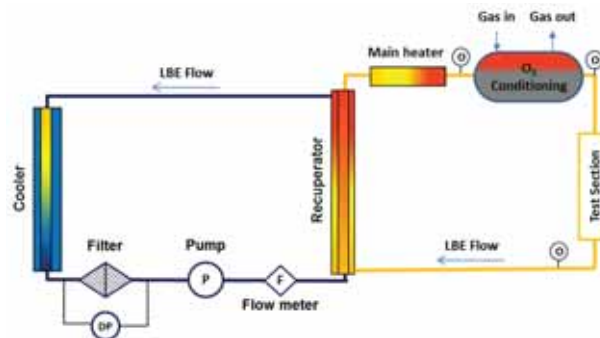 Gas in
Gas out
Main heater
O
O₂
Conditioning
O
LBE Flow
Cooler
Recuperator
Test Section
Filter
Pump
LBE Flow
O
P
F
Flow meter
DP